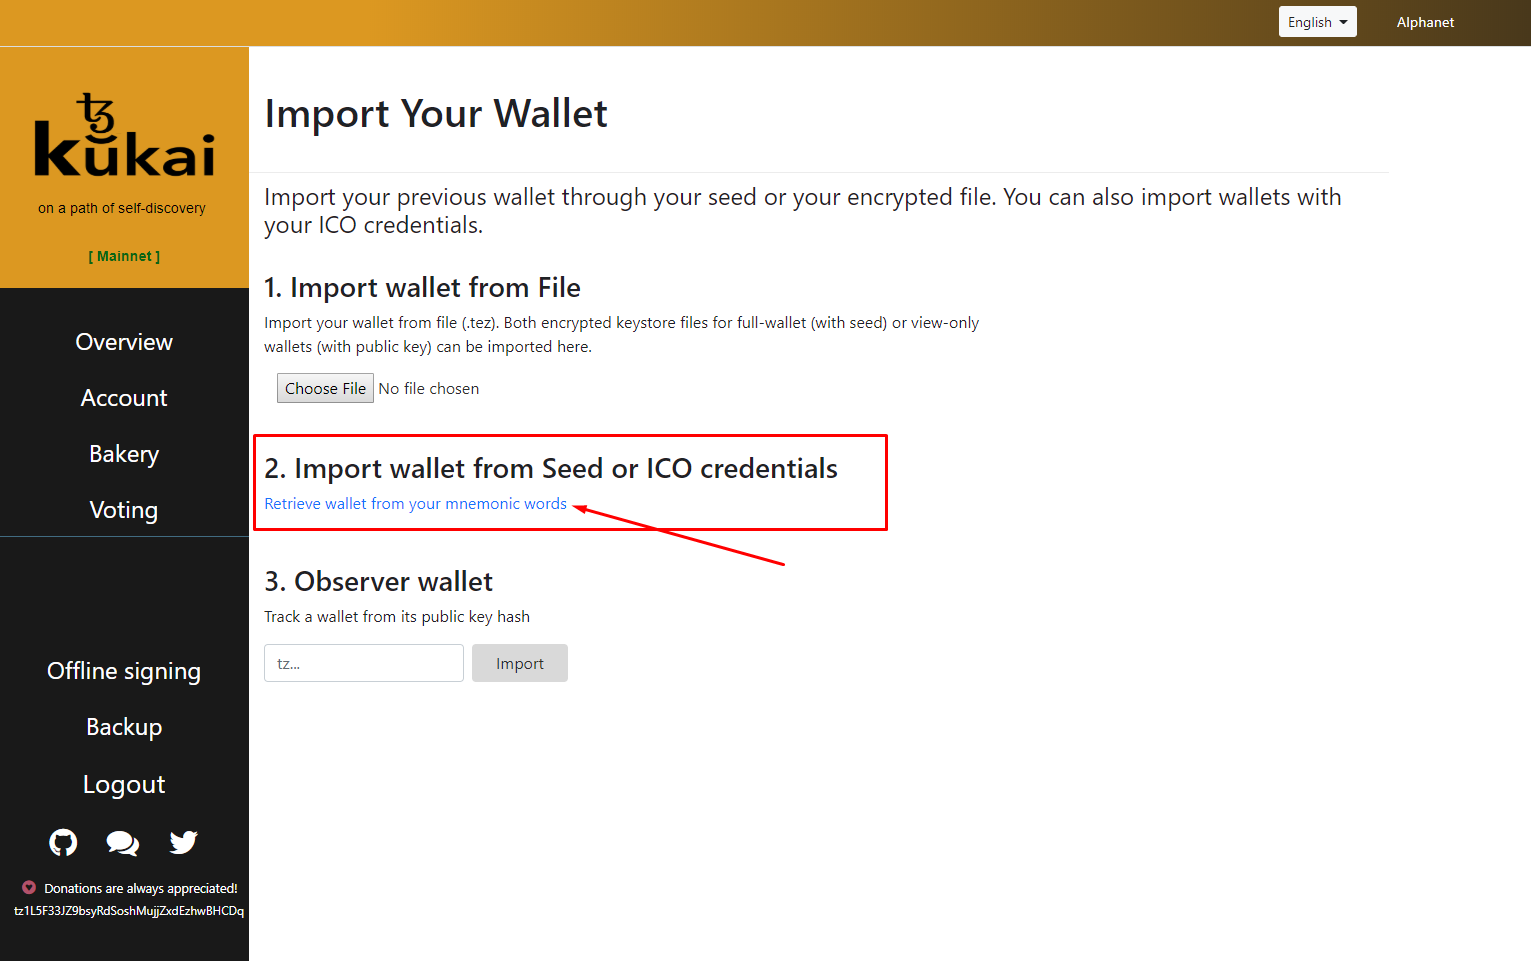 English
Alphanet
tz
kukai
on a path of self-discovery
[ Mainnet ]
Overview
Account
Bakery
Voting
Offline signing
Backup
Logout
Donations are always appreciated!
tz1L5F33JZ9bsyRdSoshMujjZxdEzhwBHCDq
Import Your Wallet
Import your previous wallet through your seed or your encrypted file. You can also import wallets with
your ICO credentials.
1. Import wallet from File
Import your wallet from file (.tez). Both encrypted keystore files for full-wallet (with seed) or view-only
wallets (with public key) can be imported here.
Choose File No file chosen
2. Import wallet from Seed or ICO credentials
Retrieve wallet from your mnemonic words
3. Observer wallet
Track a wallet from its public key hash
tz... Import